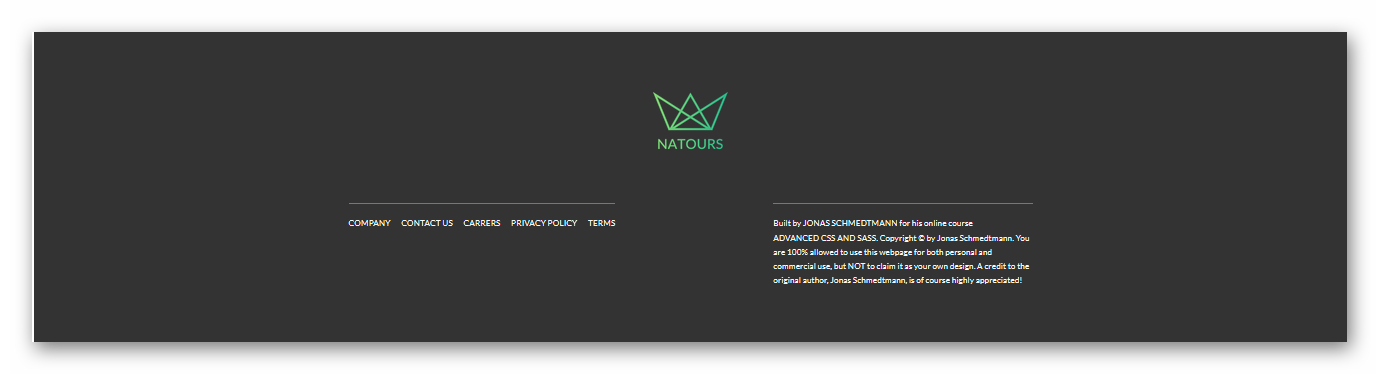 NATOURS
COMPANY CONTACT US CARRERS PRIVACY POLICY TERMS
Built by JONAS SCHMEDTMANN for his online course
ADVANCED CSS AND SASS. Copyright © by Jonas Schmedtmann. You
are 100% allowed to use this webpage for both personal and
commercial use, but NOT to claim it as your own design. A credit to the
original author, Jonas Schmedtmann, is of course highly appreciated!